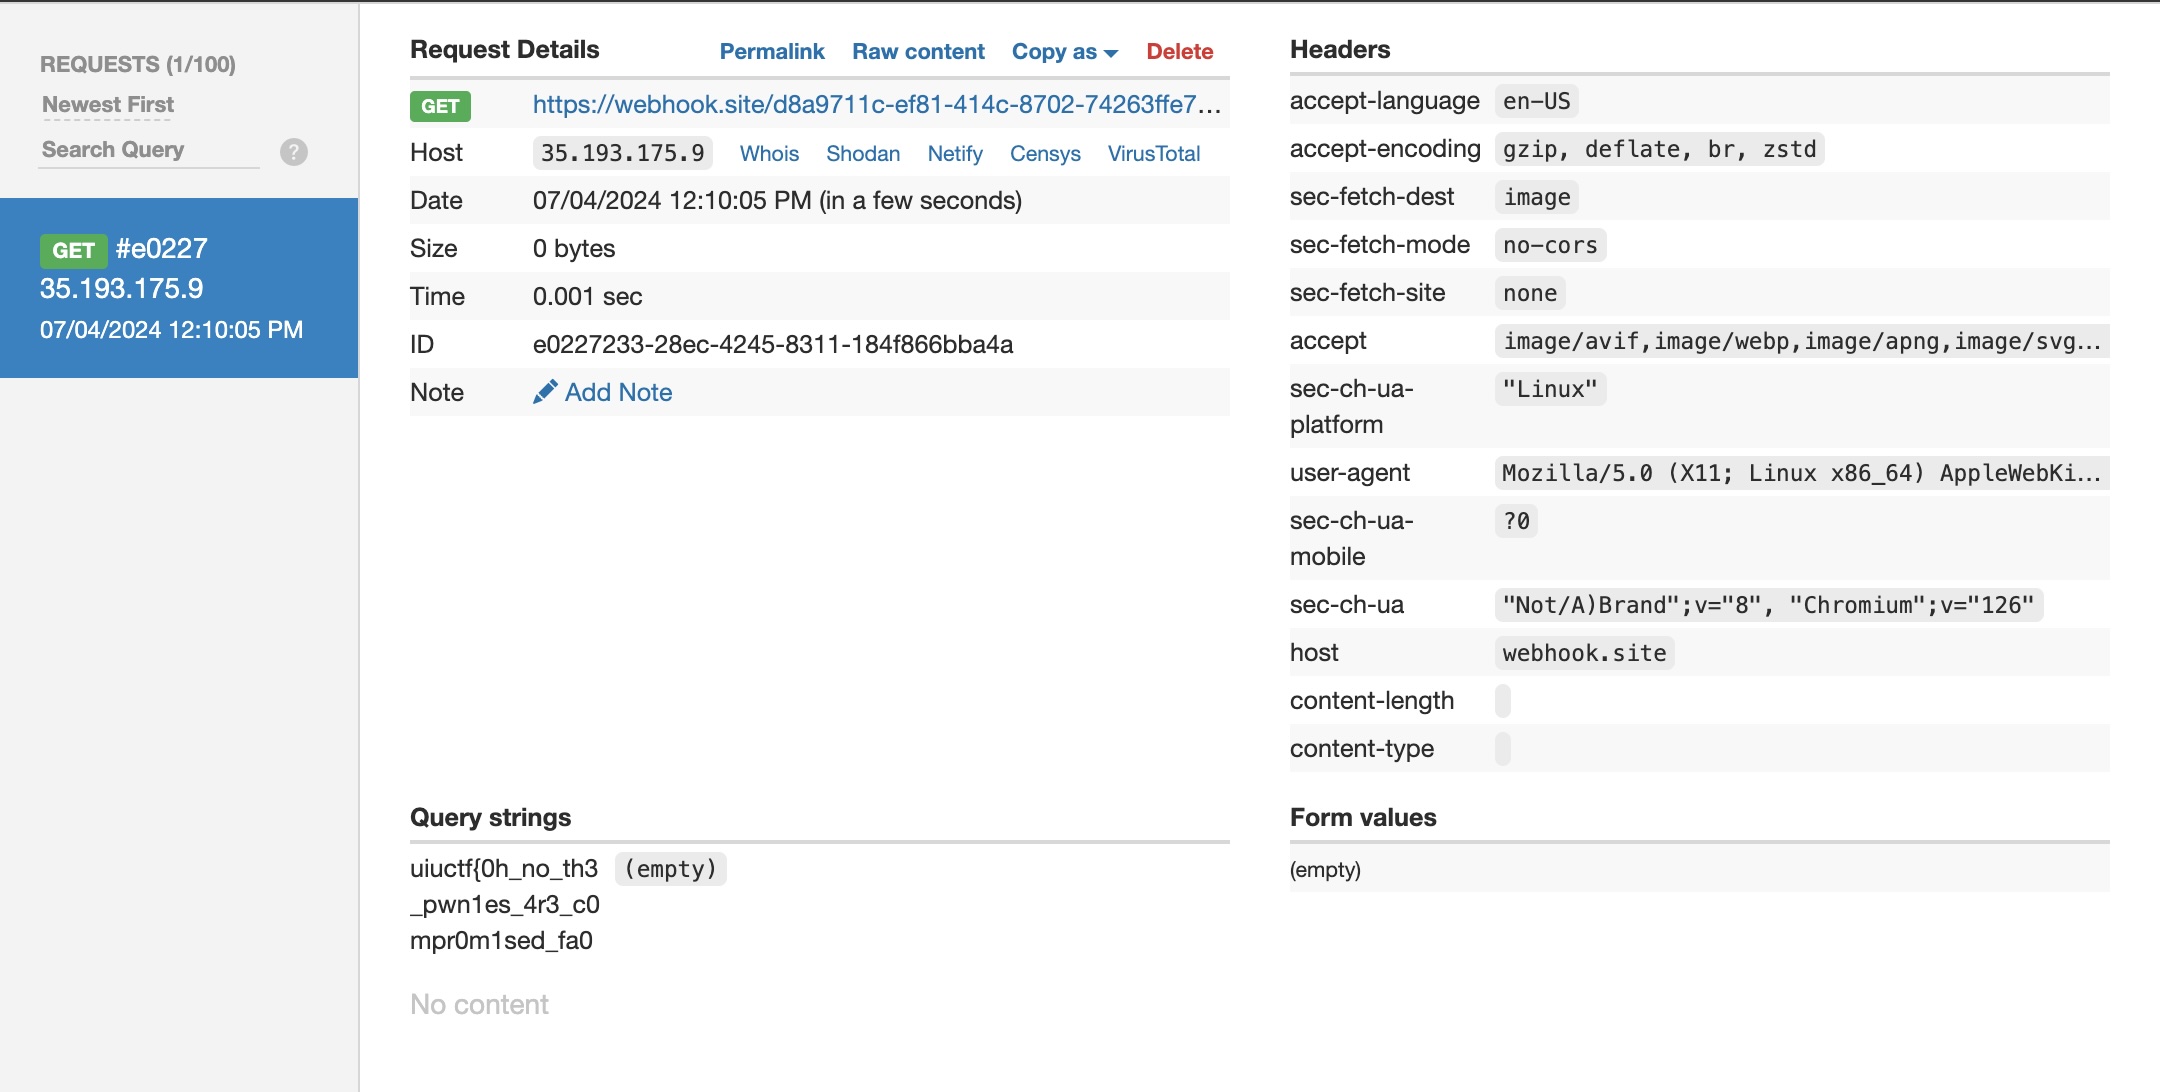 REQUESTS (1/100)
Newest First
Search Query ?
GET #e0227
35.193.175.9
07/04/2024 12:10:05 PM
Request Details Permalink Raw content Copy as Delete
GET https://webhook.site/d8a9711c-ef81-414c-8702-74263ffe7...
Host 35.193.175.9 Whois Shodan Netify Censys VirusTotal
Date 07/04/2024 12:10:05 PM (in a few seconds)
Size 0 bytes
Time 0.001 sec
ID e0227233-28ec-4245-8311-184f866bba4a
Note Add Note
Headers
accept-language en-US
accept-encoding gzip, deflate, br, zstd
sec-fetch-dest image
sec-fetch-mode no-cors
sec-fetch-site none
accept image/avif,image/webp,image/apng,image/svg...
sec-ch-ua- "Linux"
platform
user-agent Mozilla/5.0 (X11; Linux x86_64) AppleWebKi...
sec-ch-ua- ?0
mobile
sec-ch-ua "Not/A)Brand";v="8", "Chromium";v="126"
host webhook.site
content-length
content-type
Query strings
uiuctf{0h_no_th3 (empty)
_pwn1es_4r3_c0
mpr0m1sed_fa0
No content
Form values
(empty)